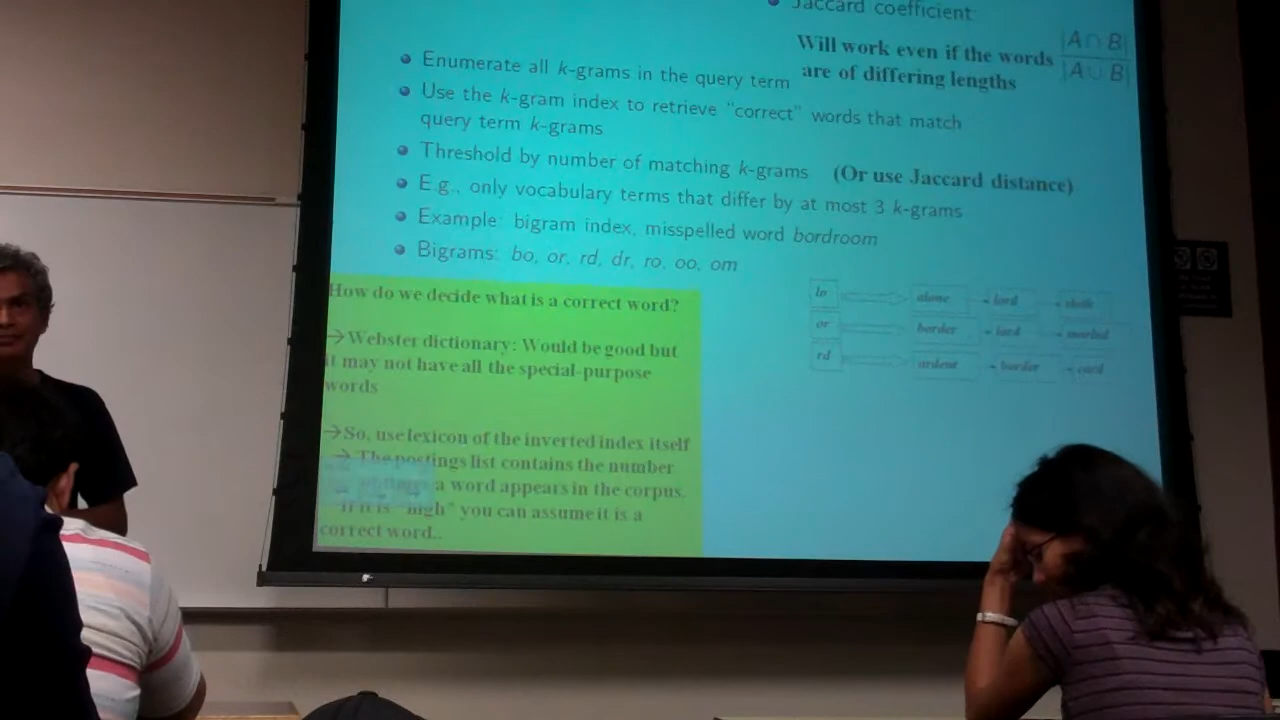 Jaccard coefficient:
Will work even if the words
are of differing lengths
|A ∩ B|
|A ∪ B|
Enumerate all k-grams in the query term
Use the k-gram index to retrieve "correct" words that match
query term k-grams
Threshold by number of matching k-grams (Or use Jaccard distance)
E.g., only vocabulary terms that differ by at most 3 k-grams
Example: bigram index, misspelled word bordroom
Bigrams: bo, or, rd, dr, ro, oo, om
How do we decide what is a correct word?
→Webster dictionary: Would be good but
it may not have all the special-purpose
words
→So, use lexicon of the inverted index itself
→ The postings list contains the number
a word appears in the corpus.
If it is "high" you can assume it is a
correct word..
lo alone lord sloth
or border lord morbid
rd ardent border card